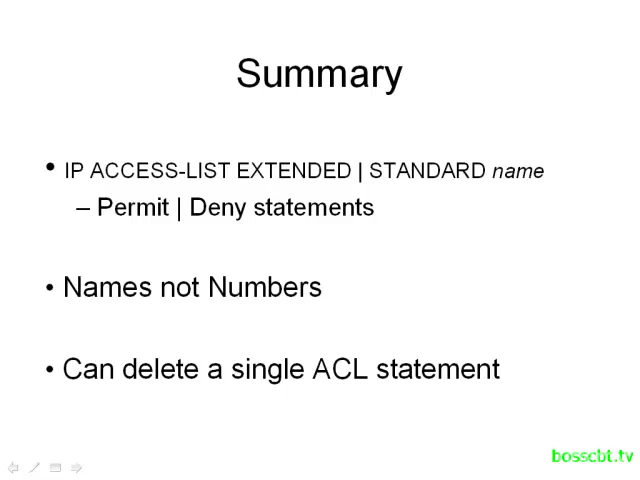 Summary
• IP ACCESS-LIST EXTENDED | STANDARD name
– Permit | Deny statements
• Names not Numbers
• Can delete a single ACL statement
bosscbt.tv